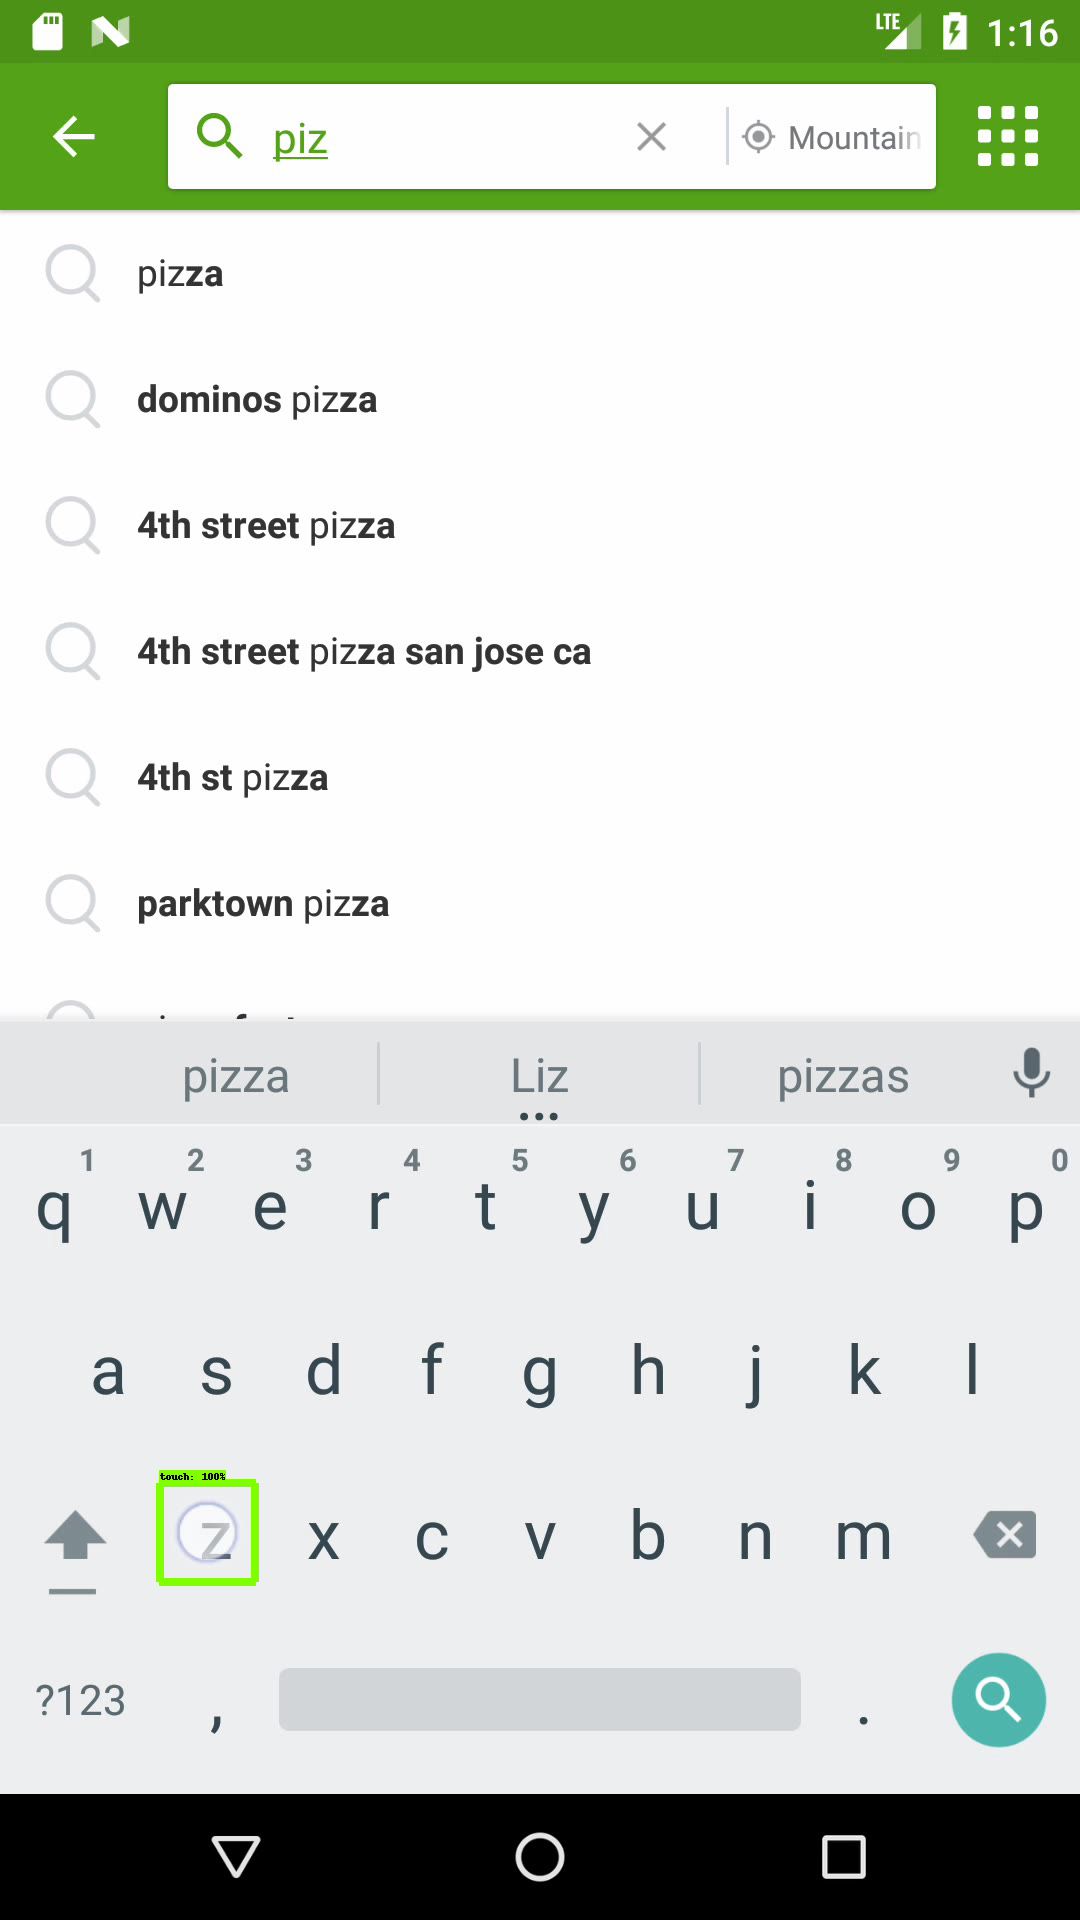 LTE 1:16
piz Mountain
pizza
dominos pizza
4th street pizza
4th street pizza san jose ca
4th st pizza
parktown pizza
pizza Liz pizzas
1 2 3 4 5 6 7 8 9 0
q w e r t y u i o p
a s d f g h j k l
touch: 100%
z x c v b n m
?123 , .